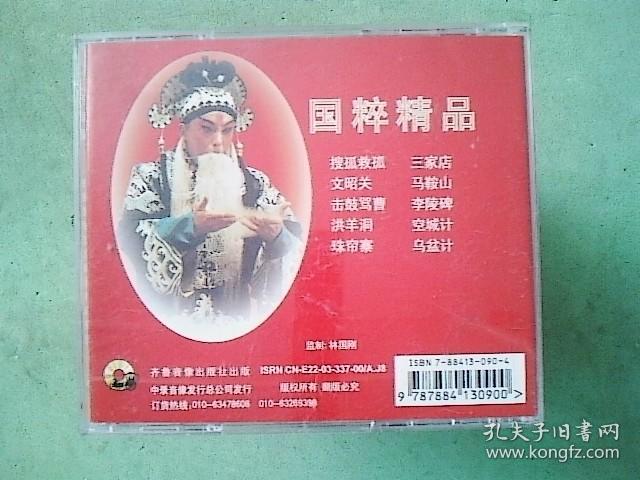 国粹精品
搜孤救孤 三家店
文昭关 马鞍山
击鼓骂曹 李陵碑
洪羊洞 空城计
珠帘寨 乌盆计
监制:林国刚
齐鲁音像出版社出版 ISRN CN-E22-03-337-00/A.J8
中景音像发行总公司发行 版权所有 翻版必究
订货热线:010-63478606 010-63269398
ISBN 7-88413-090-4
9 787884 130900 >
孔夫子旧书网
www.kongfz.com